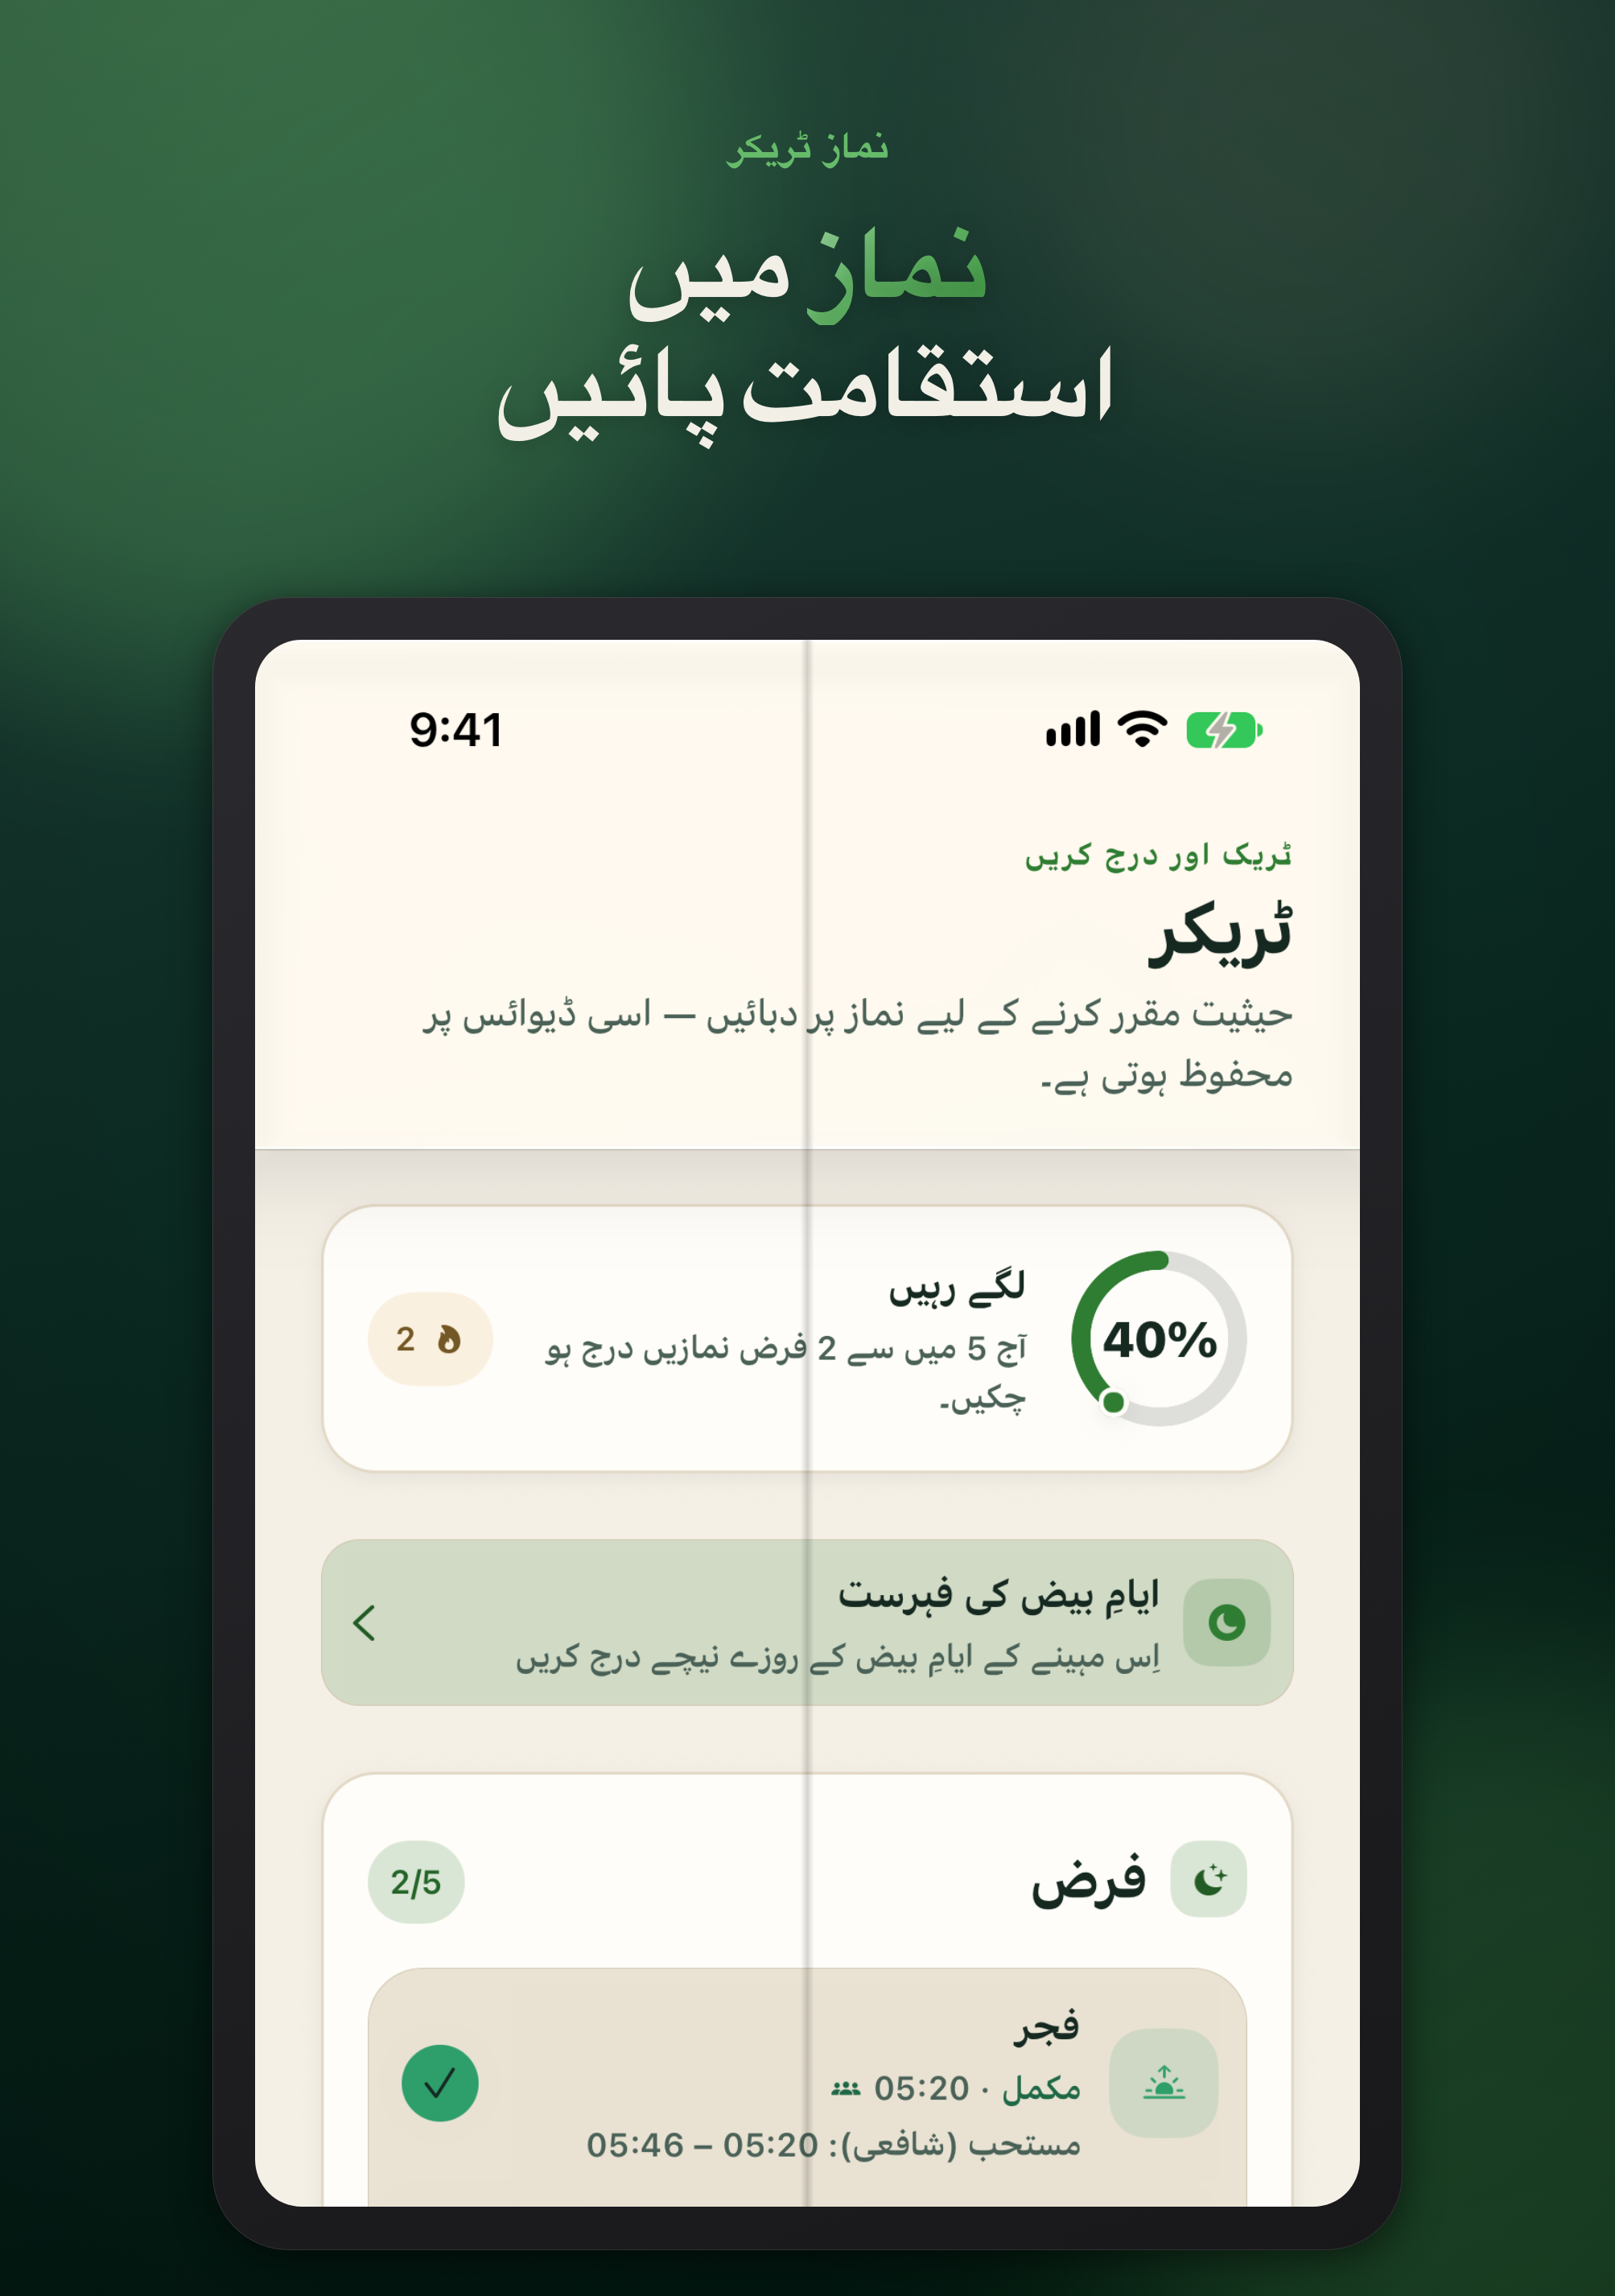 نماز ٹریکر
نماز میں
استقامت پائیں
9:41
ٹریک اور درج کریں
ٹریکر
حیثیت مقرر کرنے کے لیے نماز پر دبائیں — اسی ڈیوائس پر
محفوظ ہوتی ہے۔
40%
لگے رہیں
آج 5 میں سے 2 فرض نمازیں درج ہو
چکیں۔
2
ایامِ بیض کی فہرست
اِس مہینے کے ایامِ بیض کے روزے نیچے درج کریں
فرض
2/5
فجر
مکمل · 05:20
مستحب (شافعی): 05:20 – 05:46